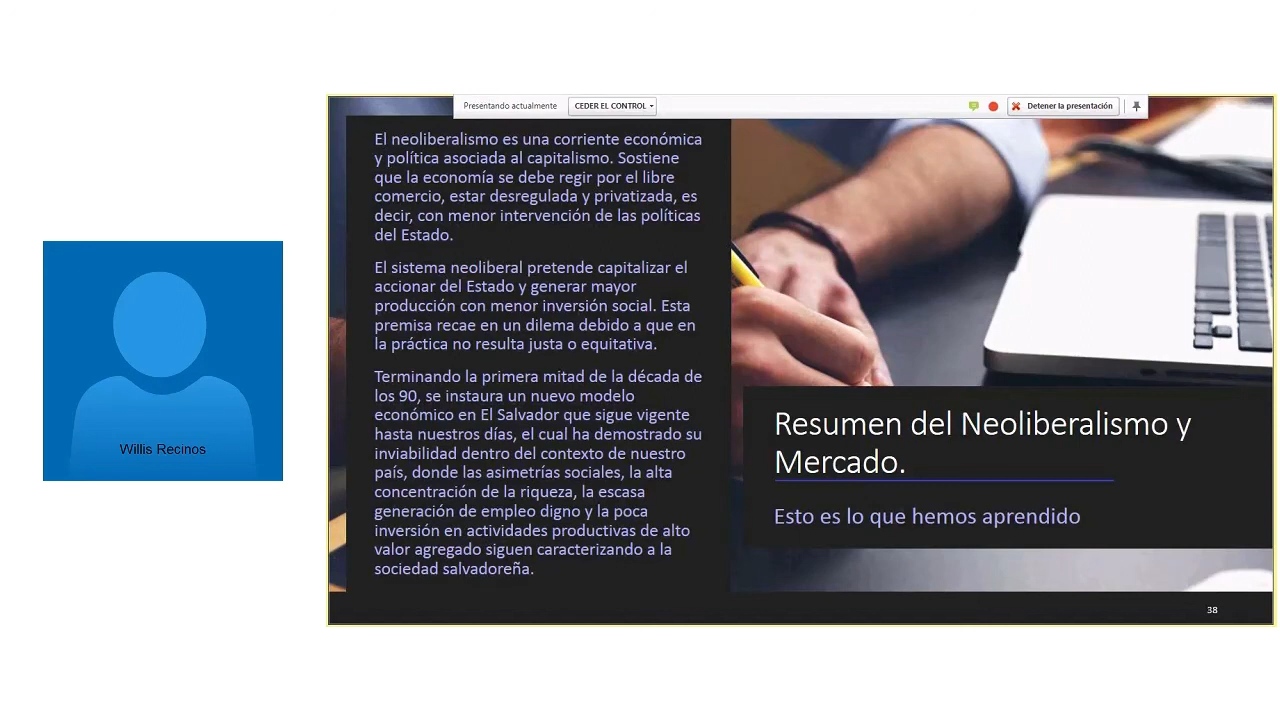 Presentando actualmente
CEDER EL CONTROL
Detener la presentación
Willis Recinos
El neoliberalismo es una corriente económica
y política asociada al capitalismo. Sostiene
que la economía se debe regir por el libre
comercio, estar desregulada y privatizada, es
decir, con menor intervención de las políticas
del Estado.
El sistema neoliberal pretende capitalizar el
accionar del Estado y generar mayor
producción con menor inversión social. Esta
premisa recae en un dilema debido a que en
la práctica no resulta justa o equitativa.
Terminando la primera mitad de la década de
los 90, se instaura un nuevo modelo
económico en El Salvador que sigue vigente
hasta nuestros días, el cual ha demostrado su
inviabilidad dentro del contexto de nuestro
país, donde las asimetrías sociales, la alta
concentración de la riqueza, la escasa
generación de empleo digno y la poca
inversión en actividades productivas de alto
valor agregado siguen caracterizando a la
sociedad salvadoreña.
Resumen del Neoliberalismo y
Mercado.
Esto es lo que hemos aprendido
38